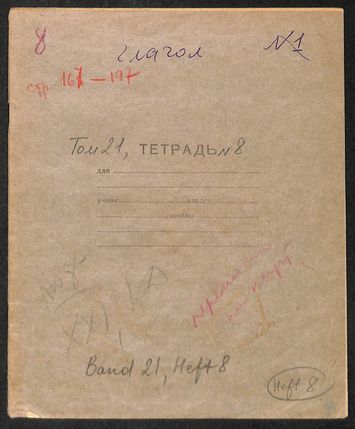 8
глагол
№1
стр. 167—197
Том 21, ТЕТРАДЬ №8
для
учени класса
школы
XXI,
Band 21, Heft 8
Heft 8